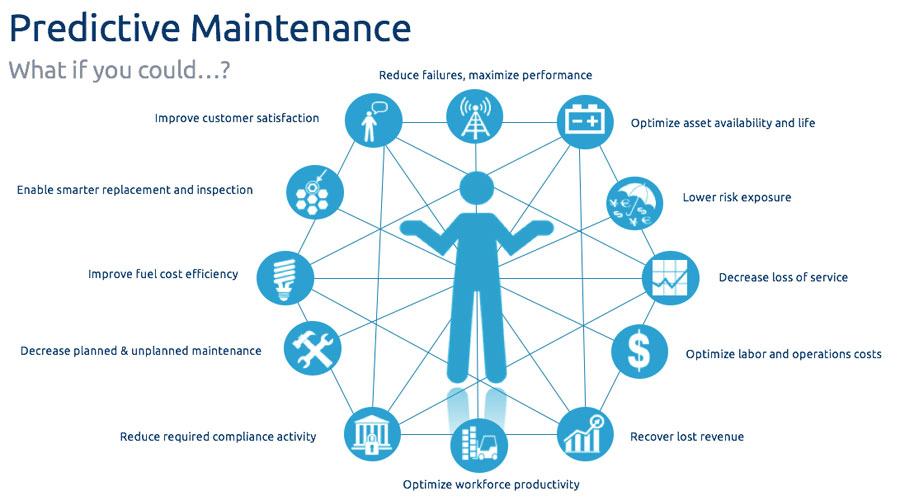 Predictive Maintenance
What if you could...?
Reduce failures, maximize performance
Improve customer satisfaction
Optimize asset availability and life
Enable smarter replacement and inspection
Lower risk exposure
Improve fuel cost efficiency
Decrease loss of service
Decrease planned & unplanned maintenance
Optimize labor and operations costs
Reduce required compliance activity
Recover lost revenue
Optimize workforce productivity
¥ € $ ¥ € $
$